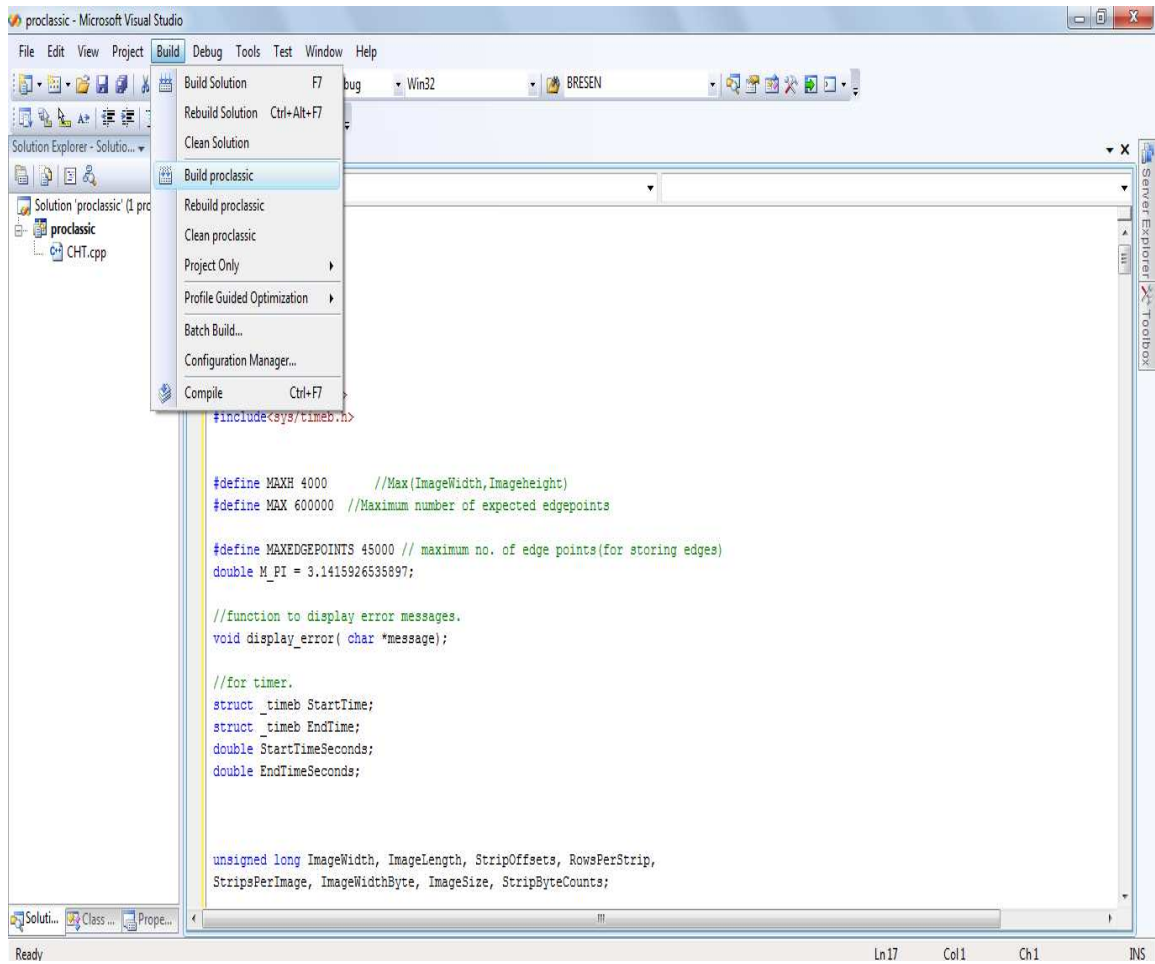 proclassic - Microsoft Visual Studio
File Edit View Project Build Debug Tools Test Window Help
Build Solution F7
bug Win32 BRESEN
Rebuild Solution Ctrl+Alt+F7
Clean Solution
Solution Explorer - Solutio...
Build proclassic
Rebuild proclassic
Clean proclassic
Project Only
Profile Guided Optimization
Batch Build...
Configuration Manager...
Compile Ctrl+F7
Solution 'proclassic' (1 pro
proclassic
CHT.cpp
Server Explorer
Toolbox
#include<sys/timeb.h>
#define MAXH 4000 //Max(ImageWidth,Imageheight)
#define MAX 600000 //Maximum number of expected edgepoints
#define MAXEDGEPOINTS 45000 // maximum no. of edge points(for storing edges)
double M_PI = 3.1415926535897;
//function to display error messages.
void display_error( char *message);
//for timer.
struct _timeb StartTime;
struct _timeb EndTime;
double StartTimeSeconds;
double EndTimeSeconds;
unsigned long ImageWidth, ImageLength, StripOffsets, RowsPerStrip,
StripsPerImage, ImageWidthByte, ImageSize, StripByteCounts;
Soluti... Class ... Prope...
Ready Ln 17 Col 1 Ch 1 INS